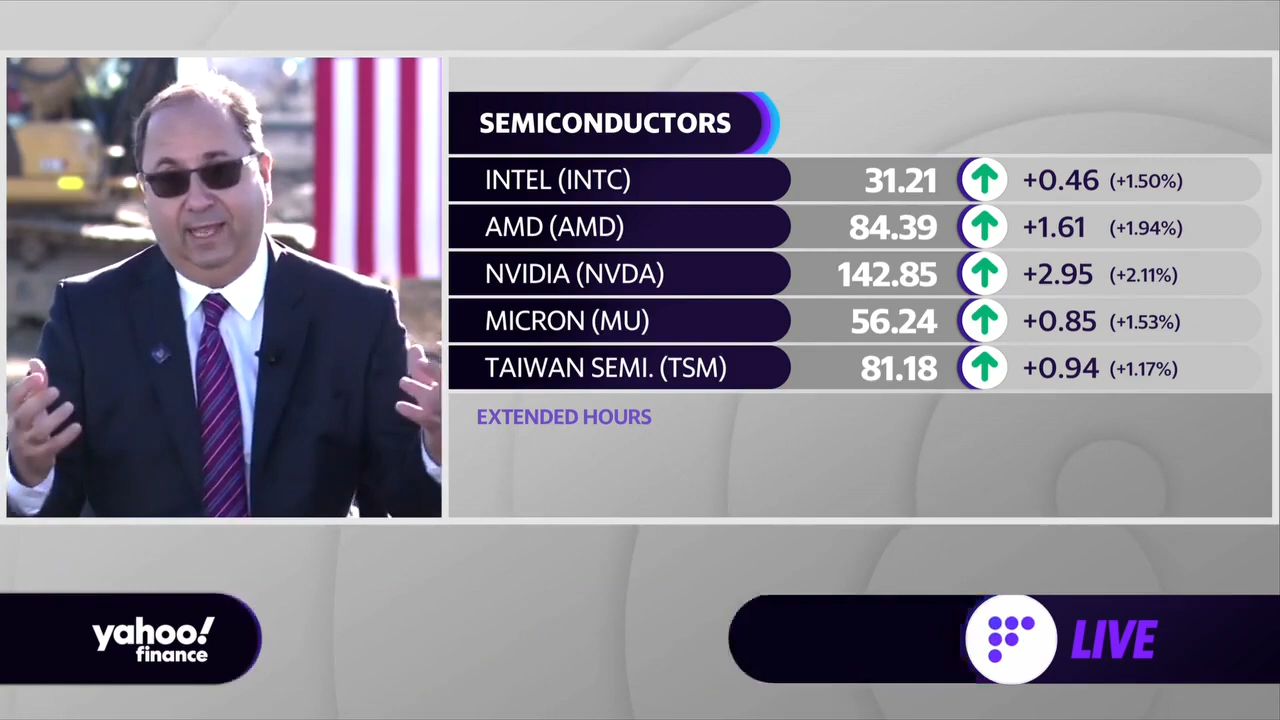 SEMICONDUCTORS
INTEL (INTC) 31.21 +0.46 (+1.50%)
AMD (AMD) 84.39 +1.61 (+1.94%)
NVIDIA (NVDA) 142.85 +2.95 (+2.11%)
MICRON (MU) 56.24 +0.85 (+1.53%)
TAIWAN SEMI. (TSM) 81.18 +0.94 (+1.17%)
EXTENDED HOURS
yahoo!
finance
LIVE